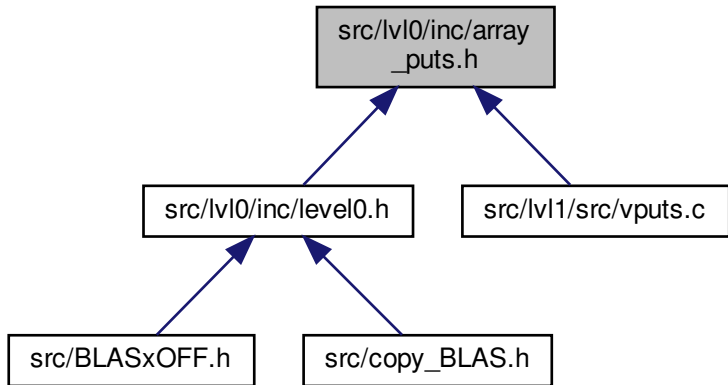 src/lvl0/inc/array
_puts.h
src/lvl0/inc/level0.h
src/lvl1/src/vputs.c
src/BLASxOFF.h
src/copy_BLAS.h